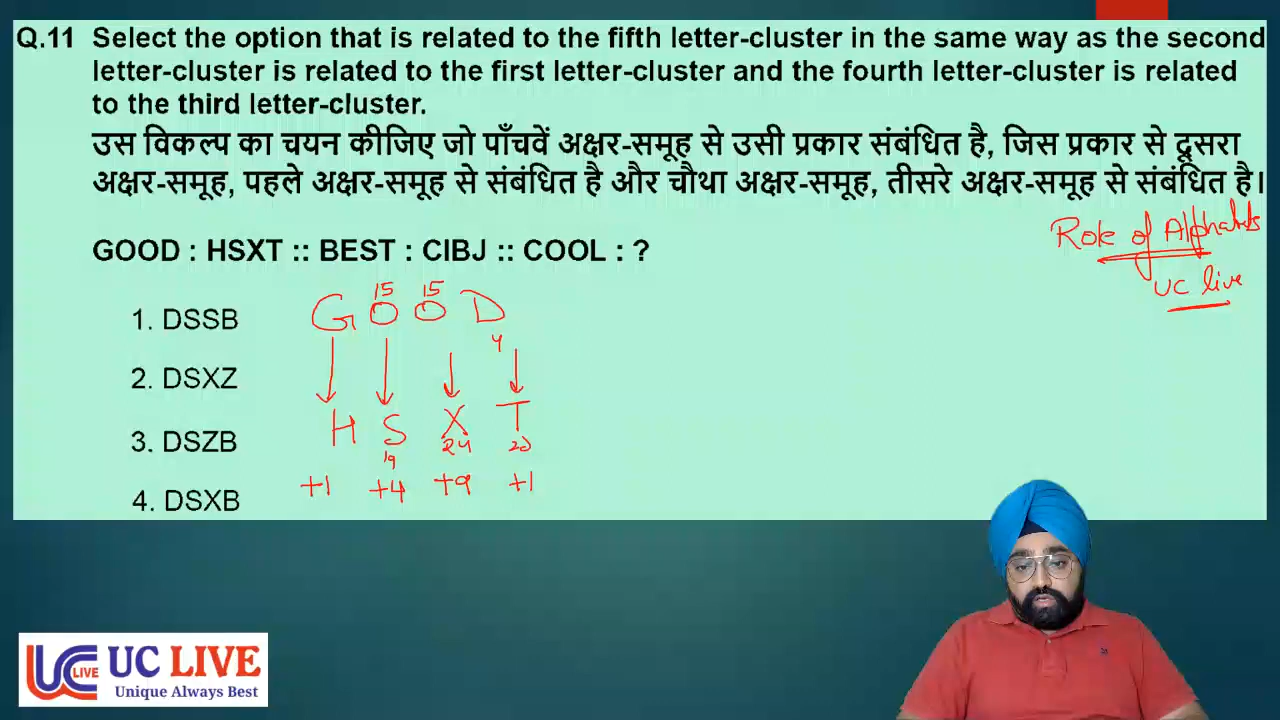 Q.11 Select the option that is related to the fifth letter-cluster in the same way as the second
letter-cluster is related to the first letter-cluster and the fourth letter-cluster is related
to the third letter-cluster.
उस विकल्प का चयन कीजिए जो पाँचवें अक्षर-समूह से उसी प्रकार संबंधित है, जिस प्रकार से दूसरा
अक्षर-समूह, पहले अक्षर-समूह से संबंधित है और चौथा अक्षर-समूह, तीसरे अक्षर-समूह से संबंधित है।
Role of Alphabets
UC live
GOOD : HSXT :: BEST : CIBJ :: COOL : ?
1. DSSB
2. DSXZ
3. DSZB
4. DSXB
15 15
G O O D
4
H S X T
19 24 20
+1 +4 +9 +1
UC LIVE
LIVE
Unique Always Best